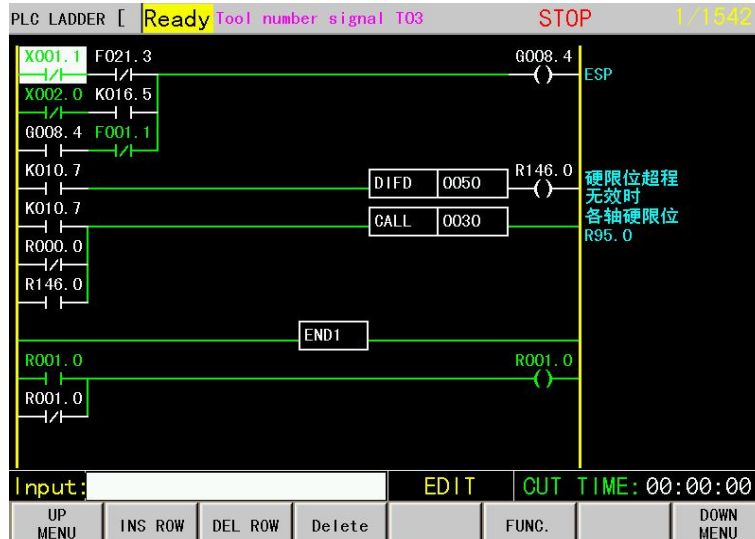 PLC LADDER [ Ready Tool number signal T03 STOP 1/1542
X001.1 F021.3 G008.4
ESP
X002.0 K016.5
G008.4 F001.1
K010.7 DIFD 0050 R146.0 硬限位超程
无效时
K010.7 CALL 0030 各轴硬限位
R000.0 R95.0
R146.0
END1
R001.0 R001.0
R001.0
Input: EDIT CUT TIME: 00:00:00
UP MENU INS ROW DEL ROW Delete FUNC. DOWN MENU